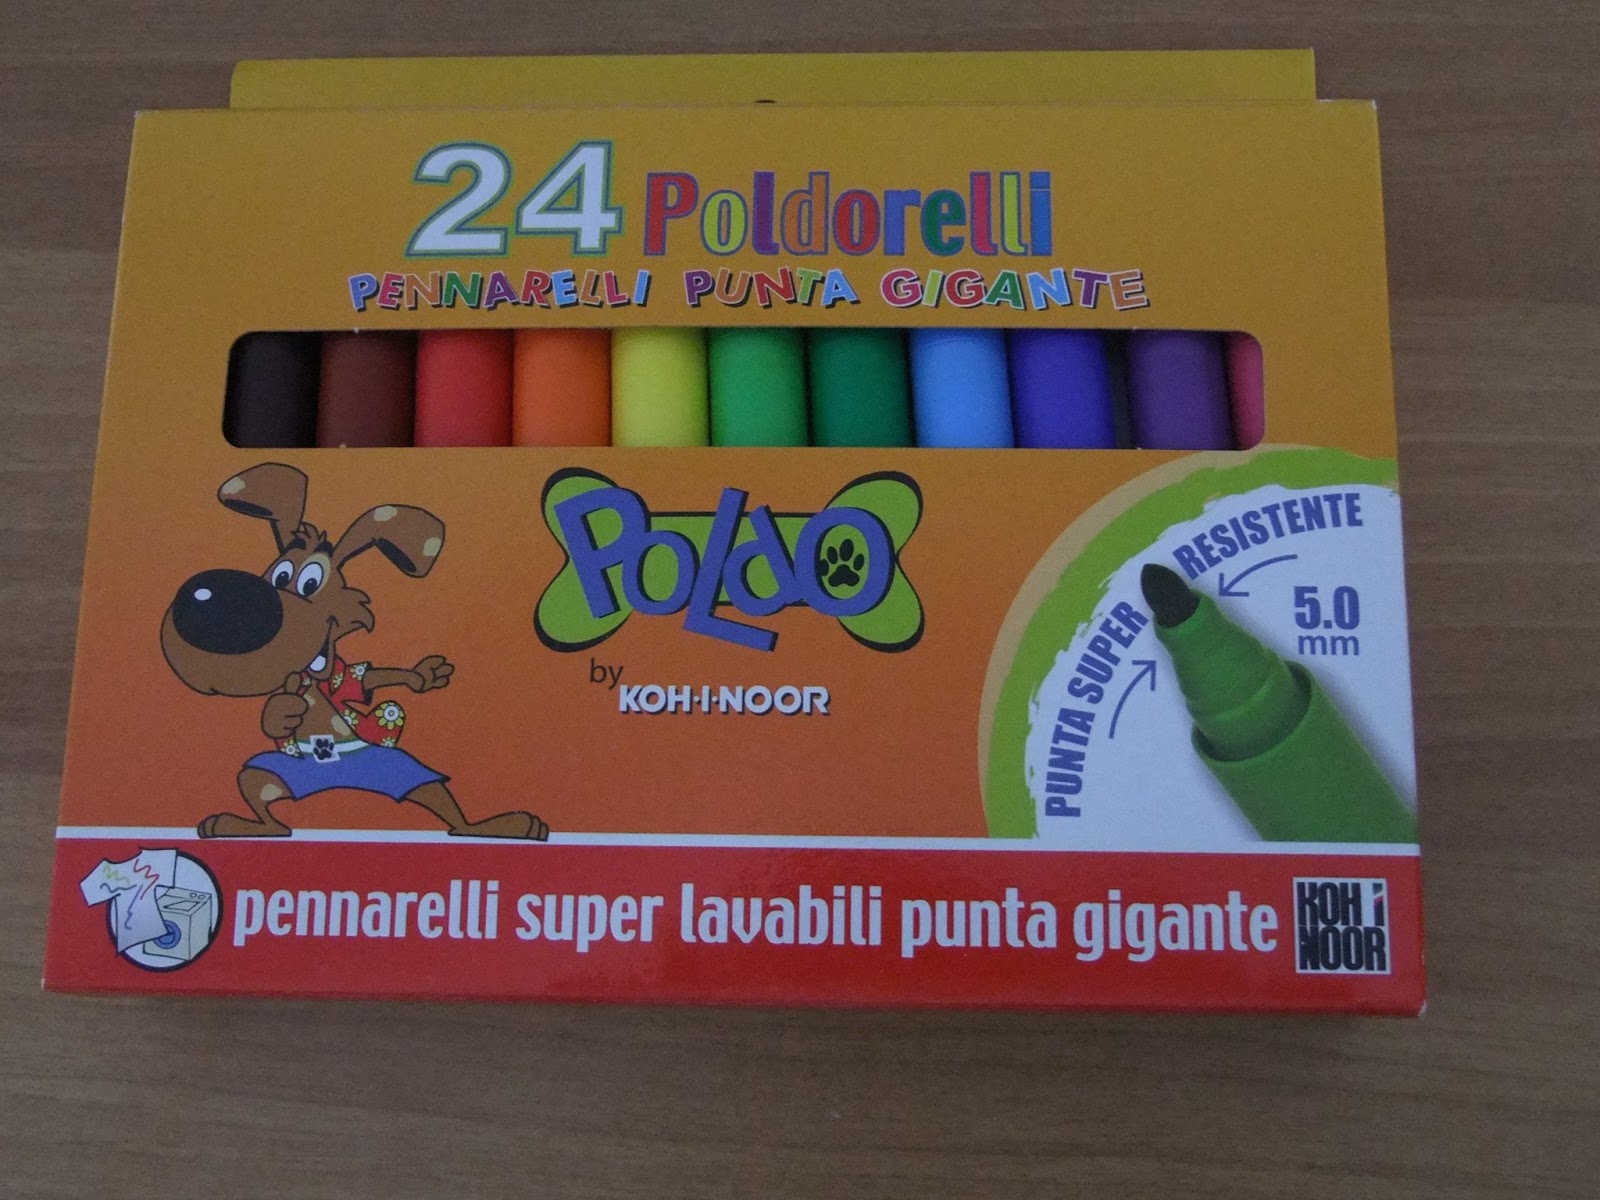 24 Poldorelli
PENNARELLI PUNTA GIGANTE
PoLdo
by KOH-I-NOOR
PUNTA SUPER RESISTENTE
5.0
mm
pennarelli super lavabili punta gigante
KOH I
NOOR